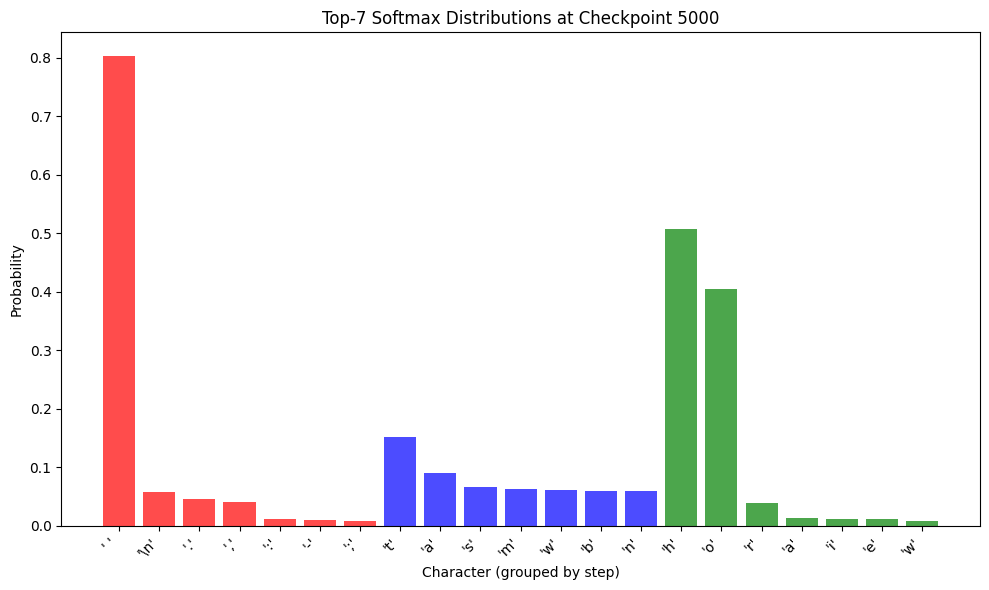 Top-7 Softmax Distributions at Checkpoint 5000
Probability
0.8
0.7
0.6
0.5
0.4
0.3
0.2
0.1
0.0
' ' '\n' '.' ',' ':' '-' ';' 't' 'a' 's' 'm' 'w' 'b' 'n' 'h' 'o' 'r' 'a' 'i' 'e' 'w'
Character (grouped by step)